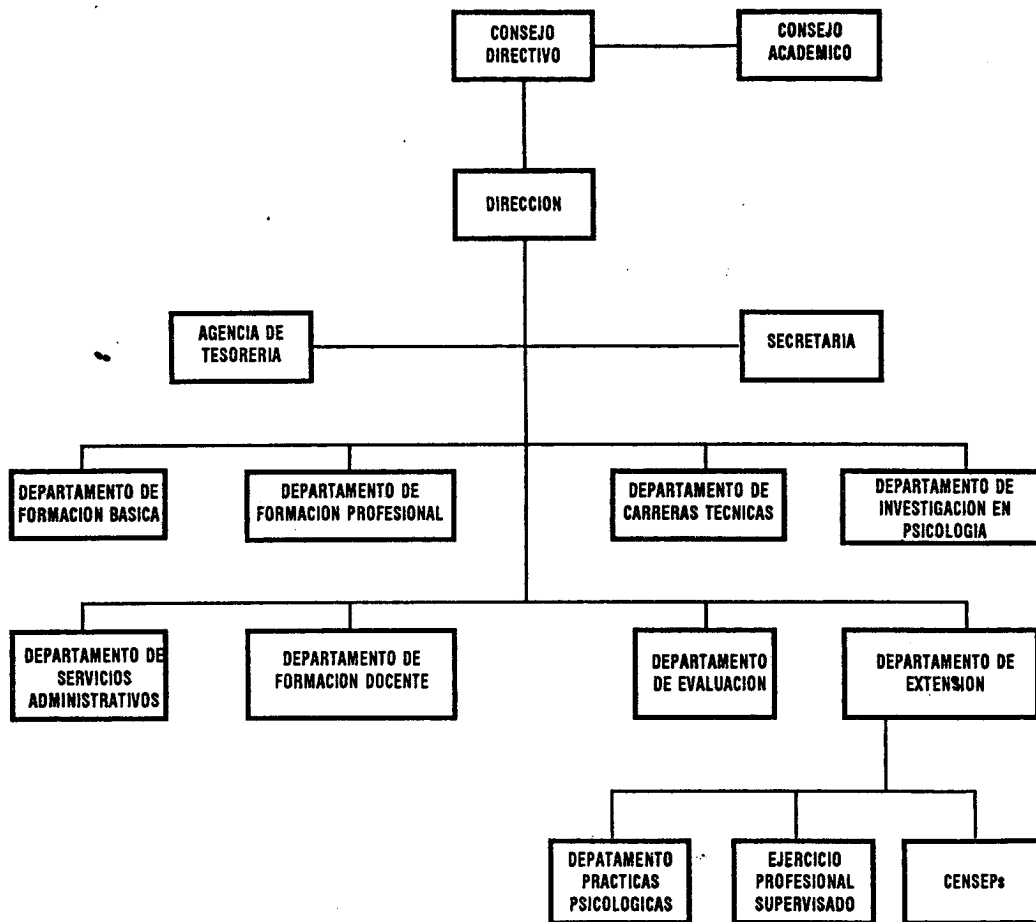 CONSEJO
DIRECTIVO
CONSEJO
ACADEMICO
DIRECCION
AGENCIA DE
TESORERIA
SECRETARIA
DEPARTAMENTO DE
FORMACION BASICA
DEPARTAMENTO DE
FORMACION PROFESIONAL
DEPARTAMENTO DE
CARRERAS TECNICAS
DEPARTAMENTO DE
INVESTIGACION EN
PSICOLOGIA
DEPARTAMENTO DE
SERVICIOS
ADMINISTRATIVOS
DEPARTAMENTO DE
FORMACION DOCENTE
DEPARTAMENTO
DE EVALUACION
DEPARTAMENTO DE
EXTENSION
DEPATAMENTO
PRACTICAS
PSICOLOGICAS
EJERCICIO
PROFESIONAL
SUPERVISADO
CENSEPs